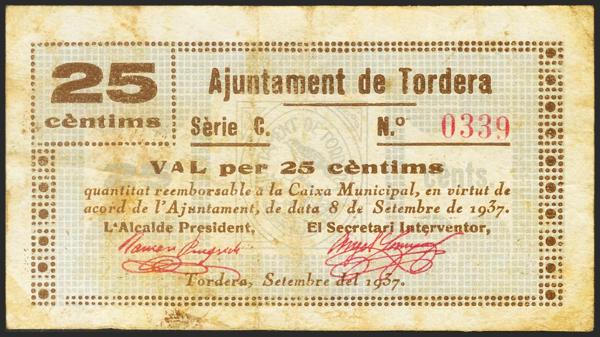 25
cèntims
Ajuntament de Tordera
Sèrie C. N.º 0339
VAL per 25 cèntims
quantitat reemborsable a la Caixa Municipal, en virtut de
acord de l'Ajuntament, de data 8 de Setembre de 1937.
L'Alcalde President, El Secretari Interventor,
Tordera, Setembre del 1937.